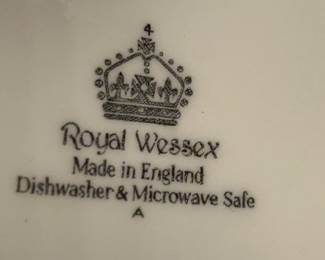 4
Royal Wessex
Made in England
Dishwasher & Microwave Safe
A